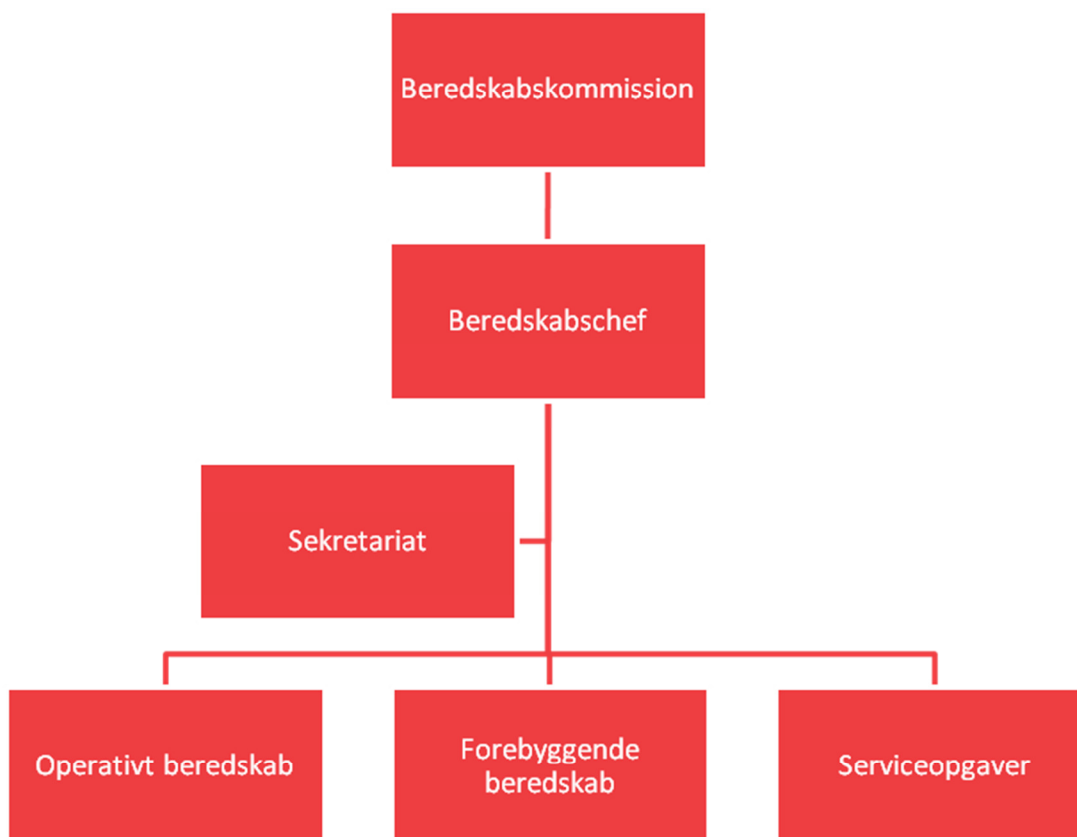 Beredskabskommission
Beredskabschef
Sekretariat
Operativt beredskab
Forebyggende
beredskab
Serviceopgaver